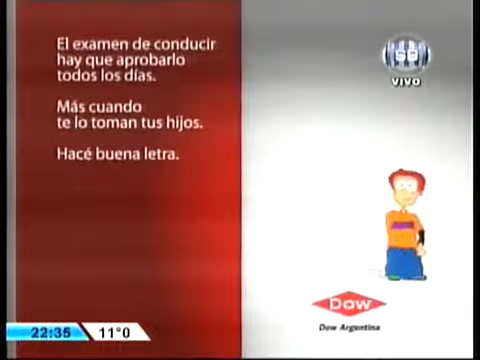 El examen de conducir
hay que aprobarlo
todos los días.
Más cuando
te lo toman tus hijos.
Hacé buena letra.
VIVO
Dow
Dow Argentina
22:35
11°0